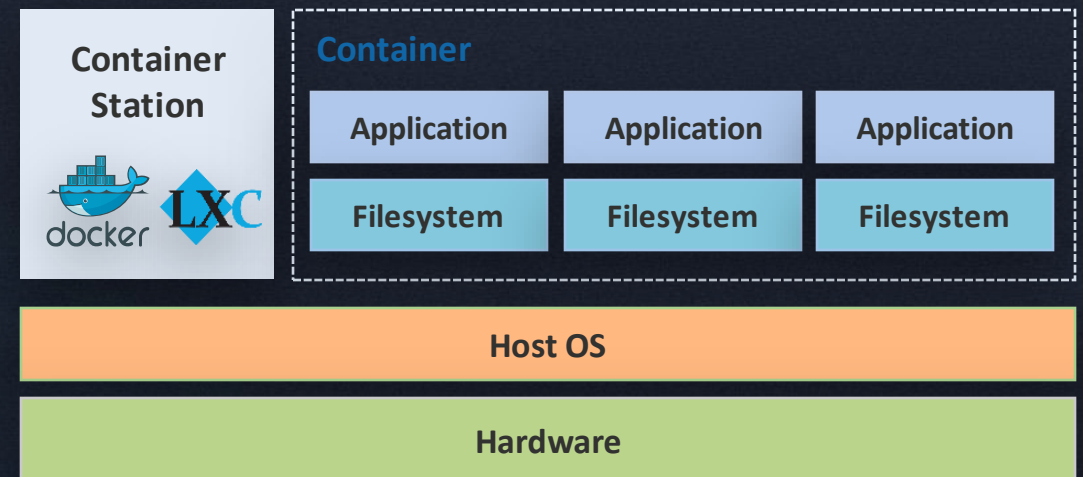 Container
Station
docker
LXC
Container
Application
Application
Application
Filesystem
Filesystem
Filesystem
Host OS
Hardware